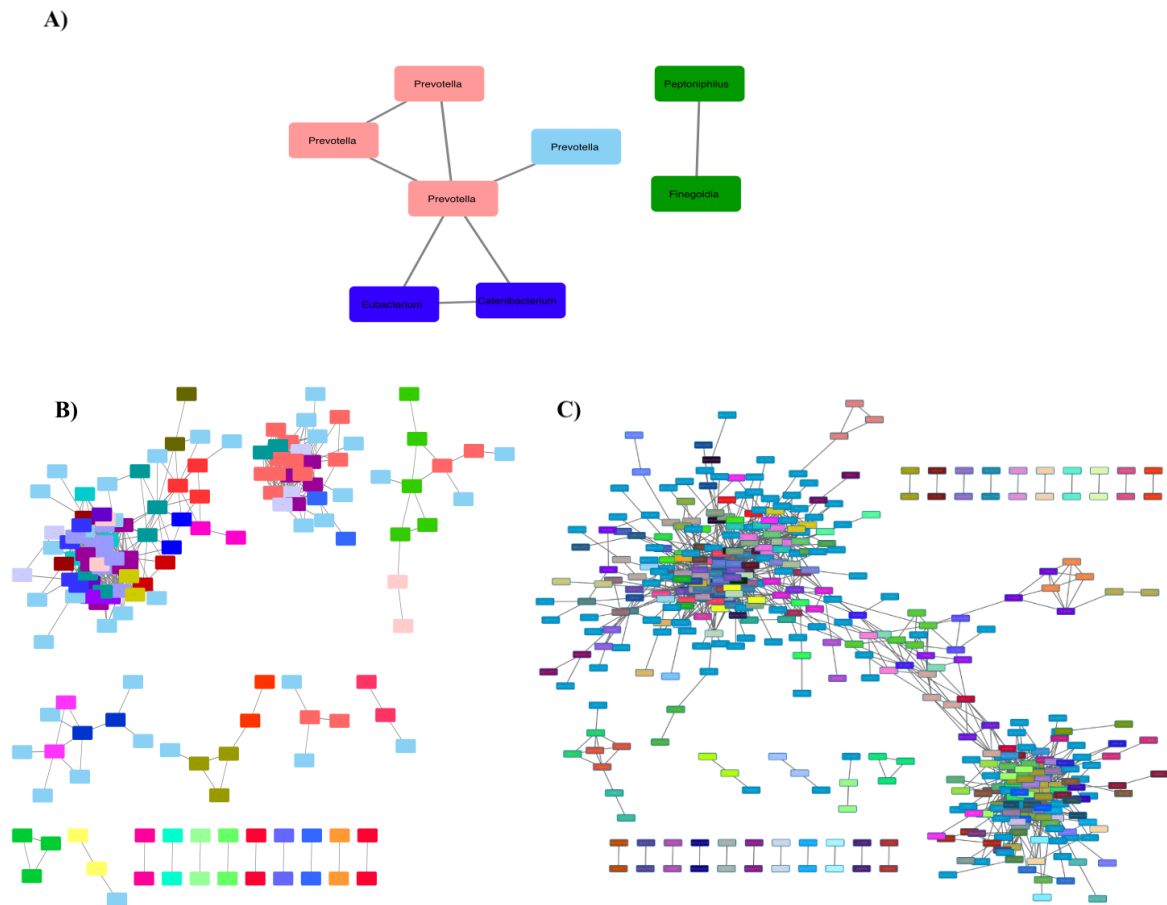 A)
Prevotella
Peptoniphilus
Prevotella
Prevotella
Prevotella
Finegoldia
Eubacterium
Catenibacterium
B)
C)